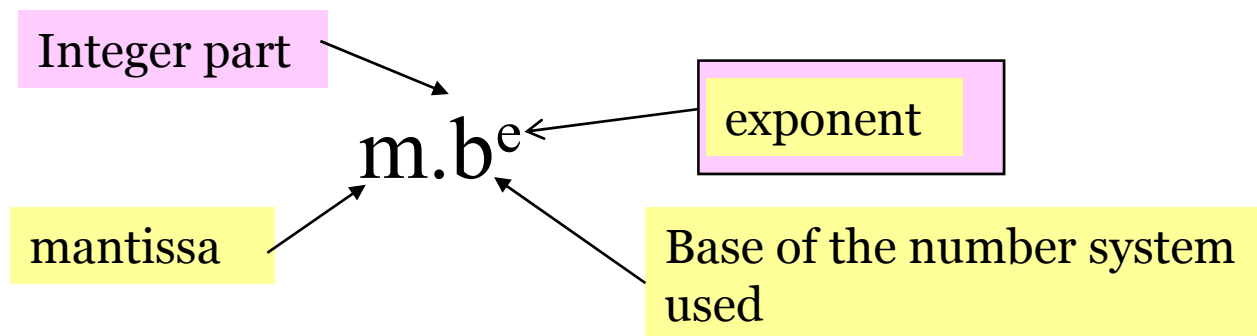 Integer part
exponent
m.bᵉ
mantissa
Base of the number system
used